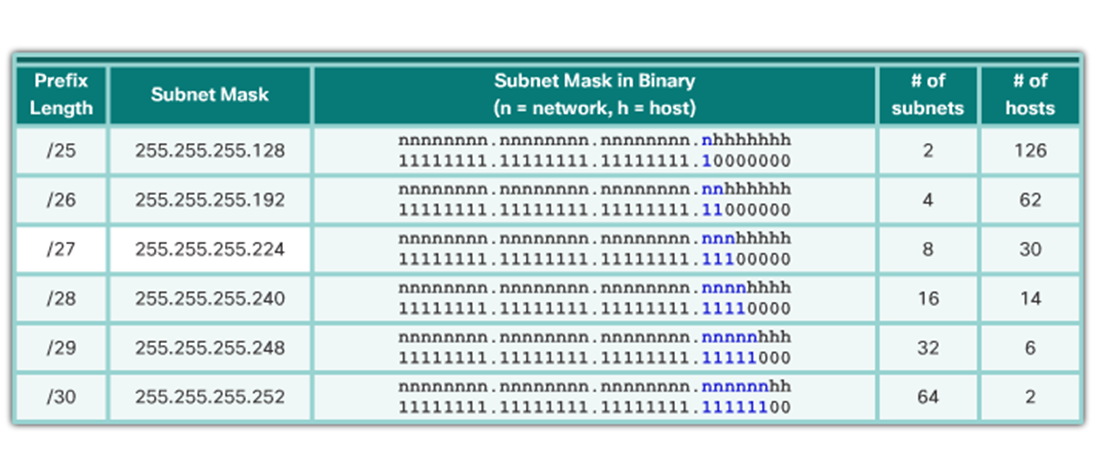 Prefix Length Subnet Mask Subnet Mask in Binary (n = network, h = host) # of subnets # of hosts
/25 255.255.255.128 nnnnnnnn.nnnnnnnn.nnnnnnnn.nhhhhhhh 2 126
11111111.11111111.11111111.10000000
/26 255.255.255.192 nnnnnnnn.nnnnnnnn.nnnnnnnn.nnhhhhhh 4 62
11111111.11111111.11111111.11000000
/27 255.255.255.224 nnnnnnnn.nnnnnnnn.nnnnnnnn.nnnhhhhh 8 30
11111111.11111111.11111111.11100000
/28 255.255.255.240 nnnnnnnn.nnnnnnnn.nnnnnnnn.nnnnhhhh 16 14
11111111.11111111.11111111.11110000
/29 255.255.255.248 nnnnnnnn.nnnnnnnn.nnnnnnnn.nnnnnhhh 32 6
11111111.11111111.11111111.11111000
/30 255.255.255.252 nnnnnnnn.nnnnnnnn.nnnnnnnn.nnnnnnhh 64 2
11111111.11111111.11111111.11111100